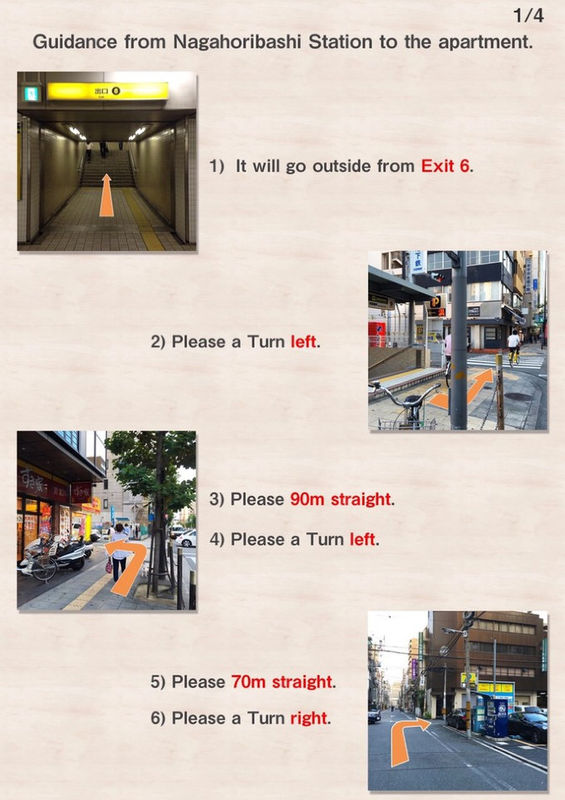 1/4
Guidance from Nagahoribashi Station to the apartment.
出口 6
1) It will go outside from Exit 6.
2) Please a Turn left.
3) Please 90m straight.
4) Please a Turn left.
5) Please 70m straight.
6) Please a Turn right.